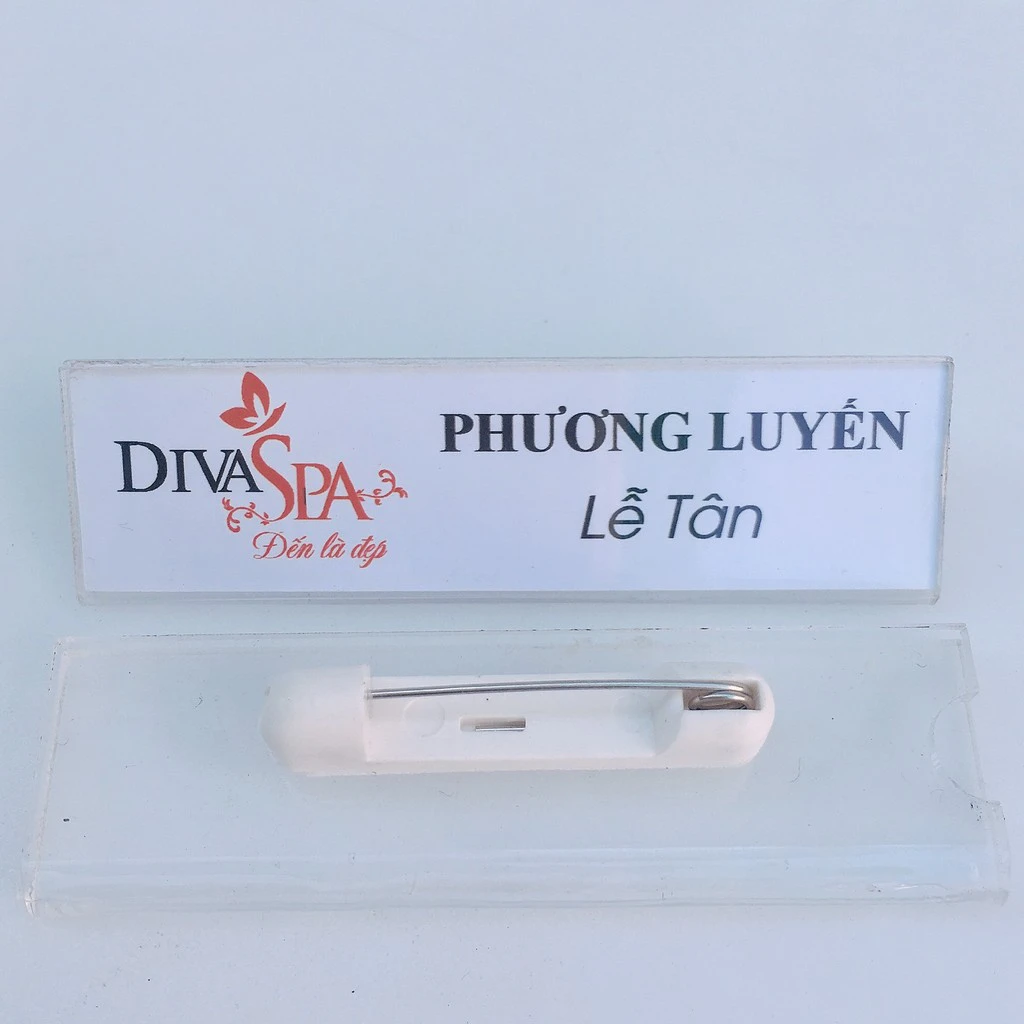 DIVASPA
Đến là đẹp
PHƯƠNG LUYẾN
Lễ Tân